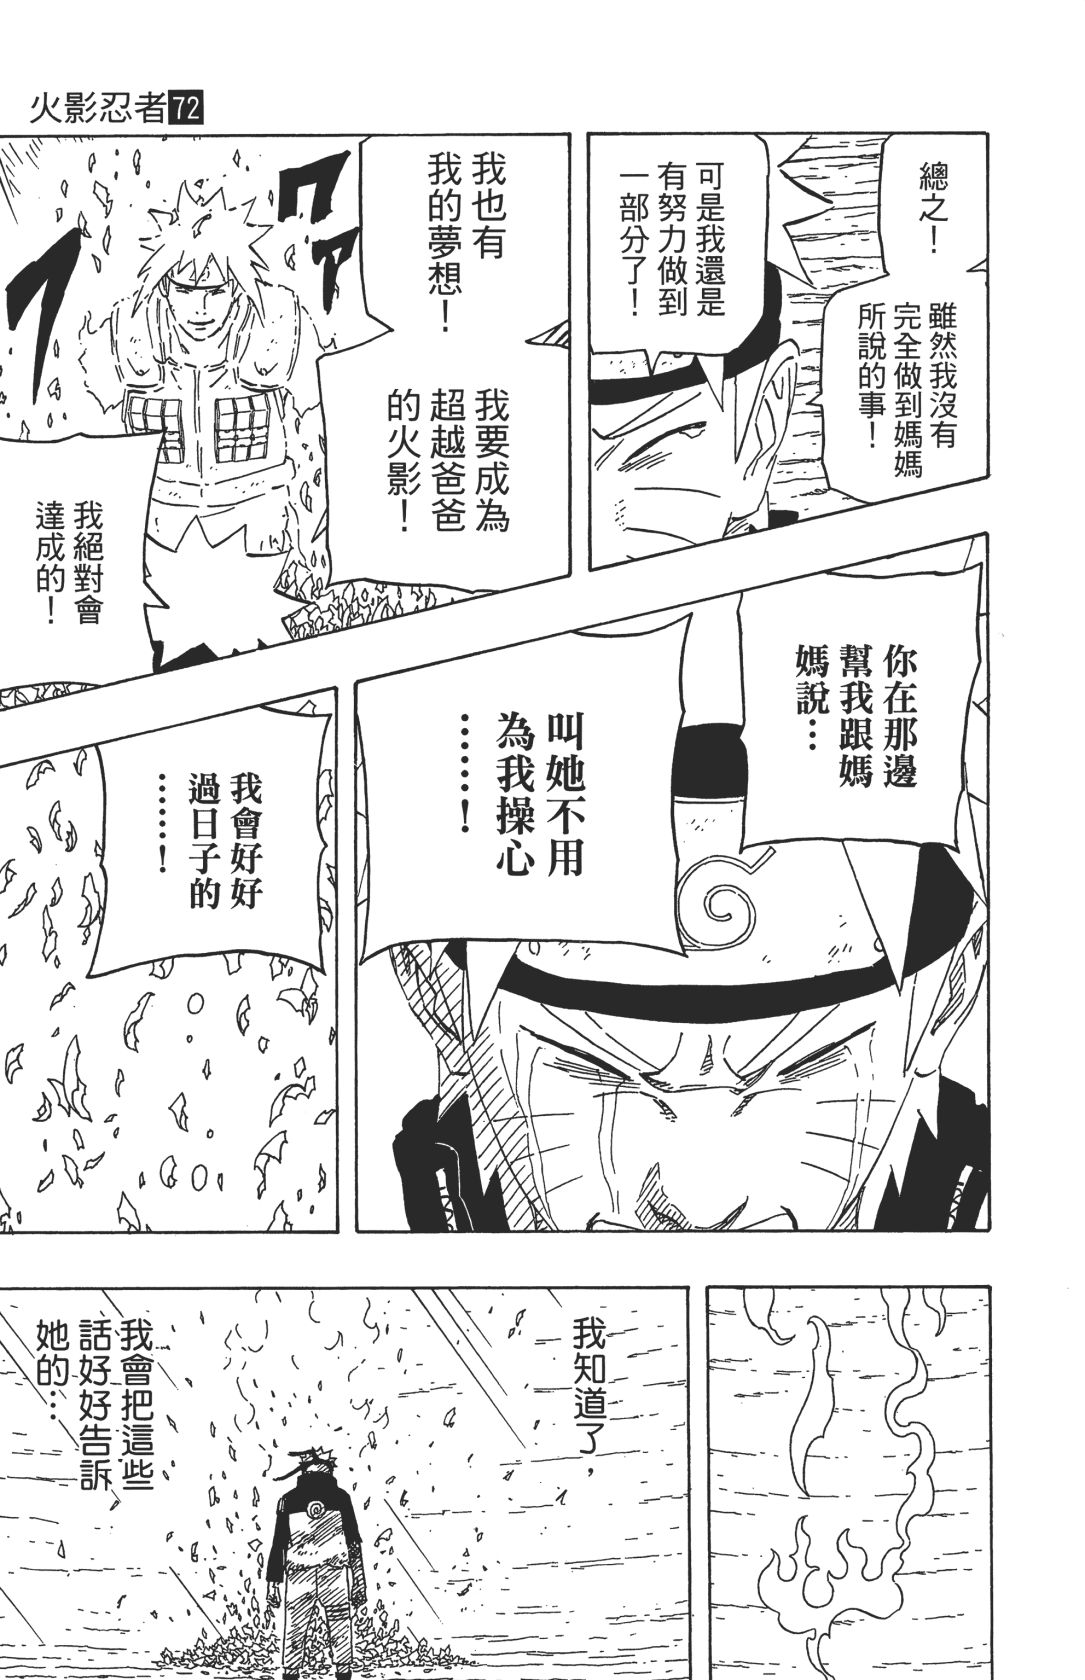 火影忍者72
總之！
雖然我沒有
完全做到媽媽
所說的事！
可是我還是
有努力做到
一部分了！
我也有
我的夢想！
我要成為
超越爸爸
的火影！
我絕對會
達成的！
你在那邊
幫我跟媽
媽說…
叫她不用
為我操心
……！
我會好好
過日子的
……！
我知道了，
我會把這些
話好好告訴
她的…